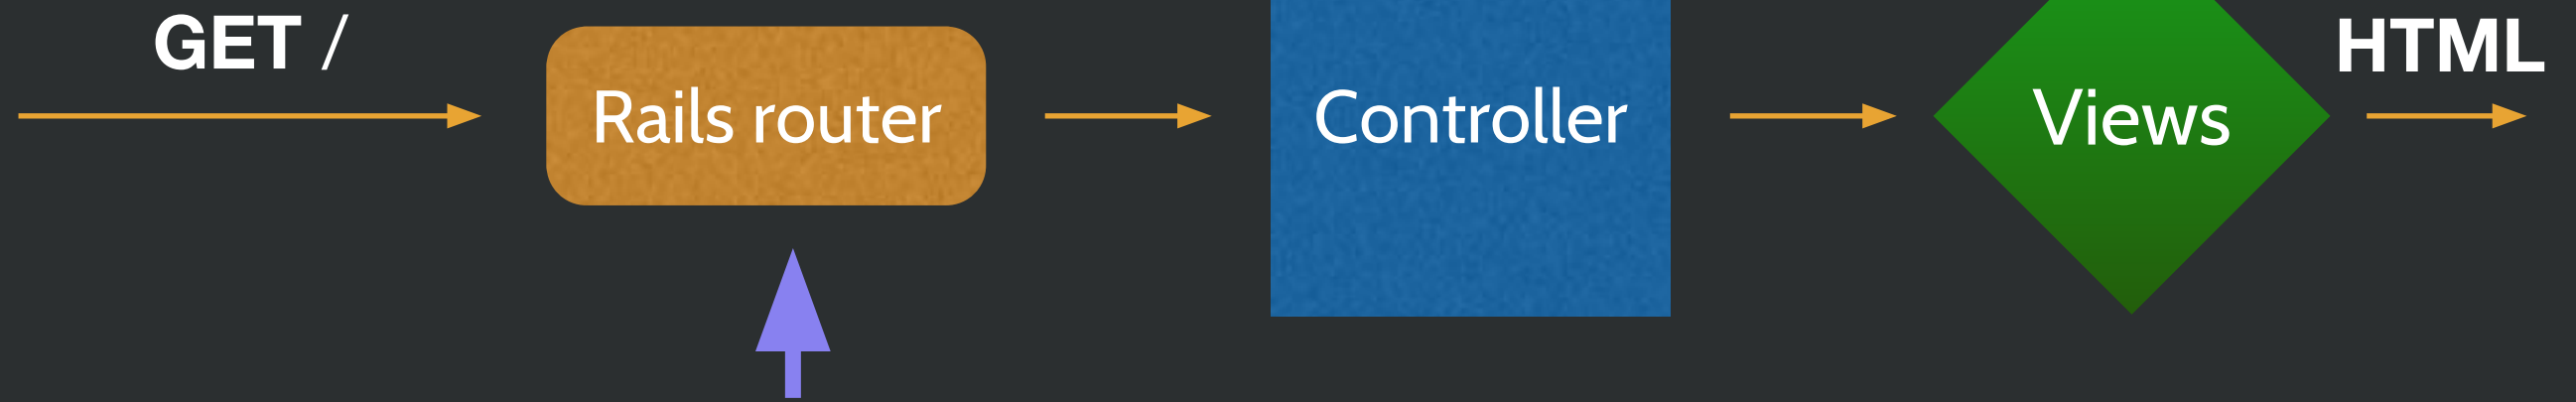 GET /
Rails router
Controller
Views
HTML